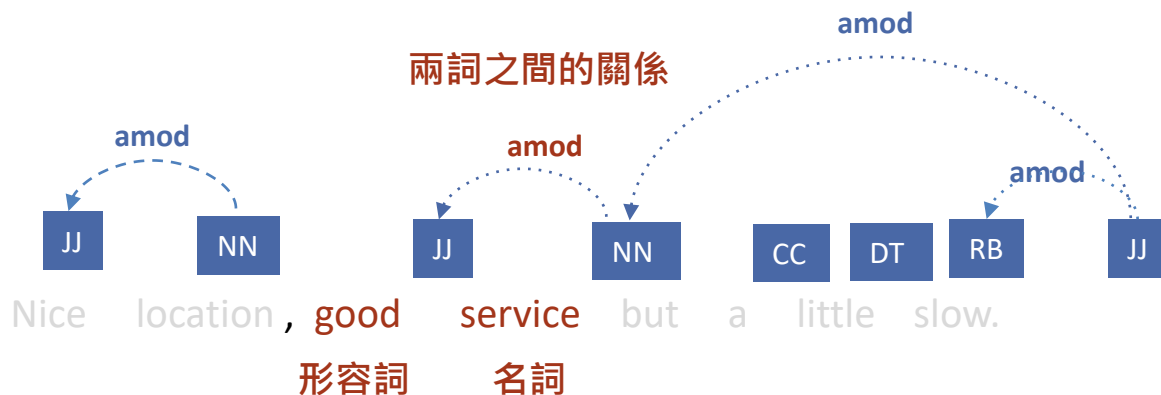 amod
兩詞之間的關係
amod
amod
amod
JJ NN JJ NN CC DT RB JJ
Nice location , good service but a little slow.
形容詞 名詞